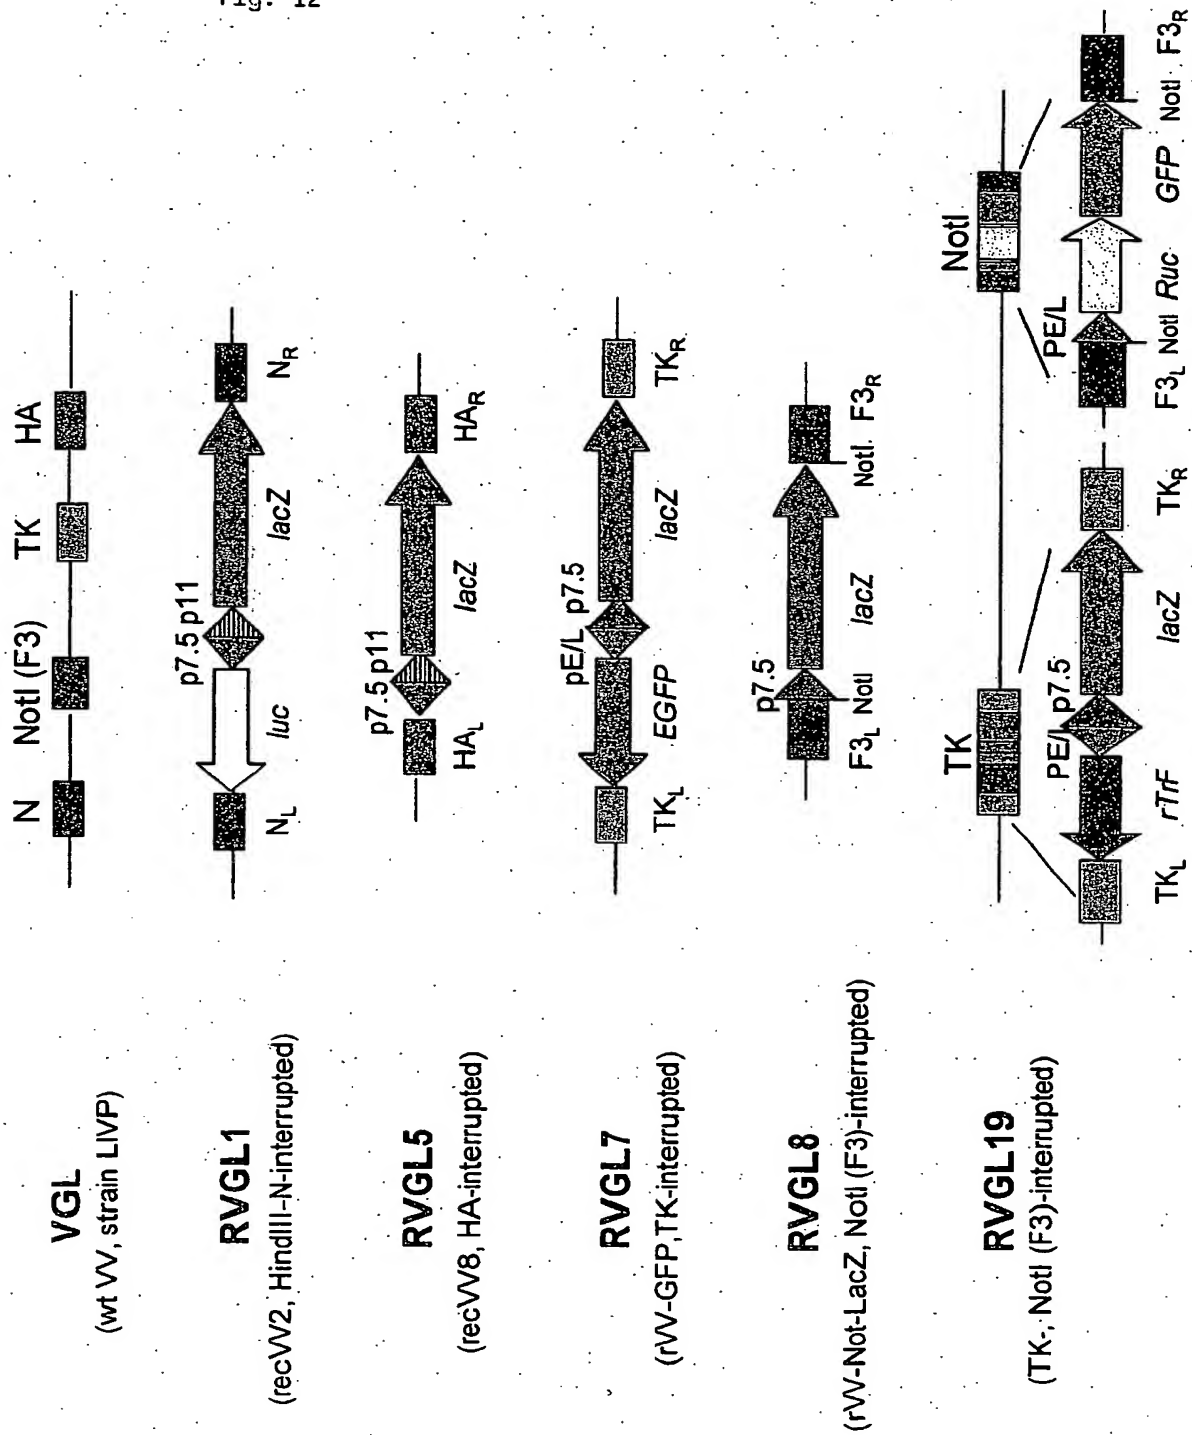 Fig. 12
VGL
(wt VV, strain LIVP)
N NotI (F3) TK HA
RVGL1
(recVV2, HindIII-N-interrupted)
p7.5 p11
N_L luc lacZ N_R
RVGL5
(recVV8, HA-interrupted)
p7.5 p11
HA_L lacZ HA_R
RVGL7
(rVV-GFP,TK-interrupted)
pE/L p7.5
TK_L EGFP lacZ TK_R
RVGL8
(rVV-Not-LacZ, NotI (F3)-interrupted)
p7.5
F3_L NotI lacZ NotI F3_R
RVGL19
(TK-, NotI (F3)-interrupted)
TK NotI
PE/L p7.5 PE/L
TK_L rTrF lacZ TK_R F3_L NotI Ruc GFP NotI F3_R